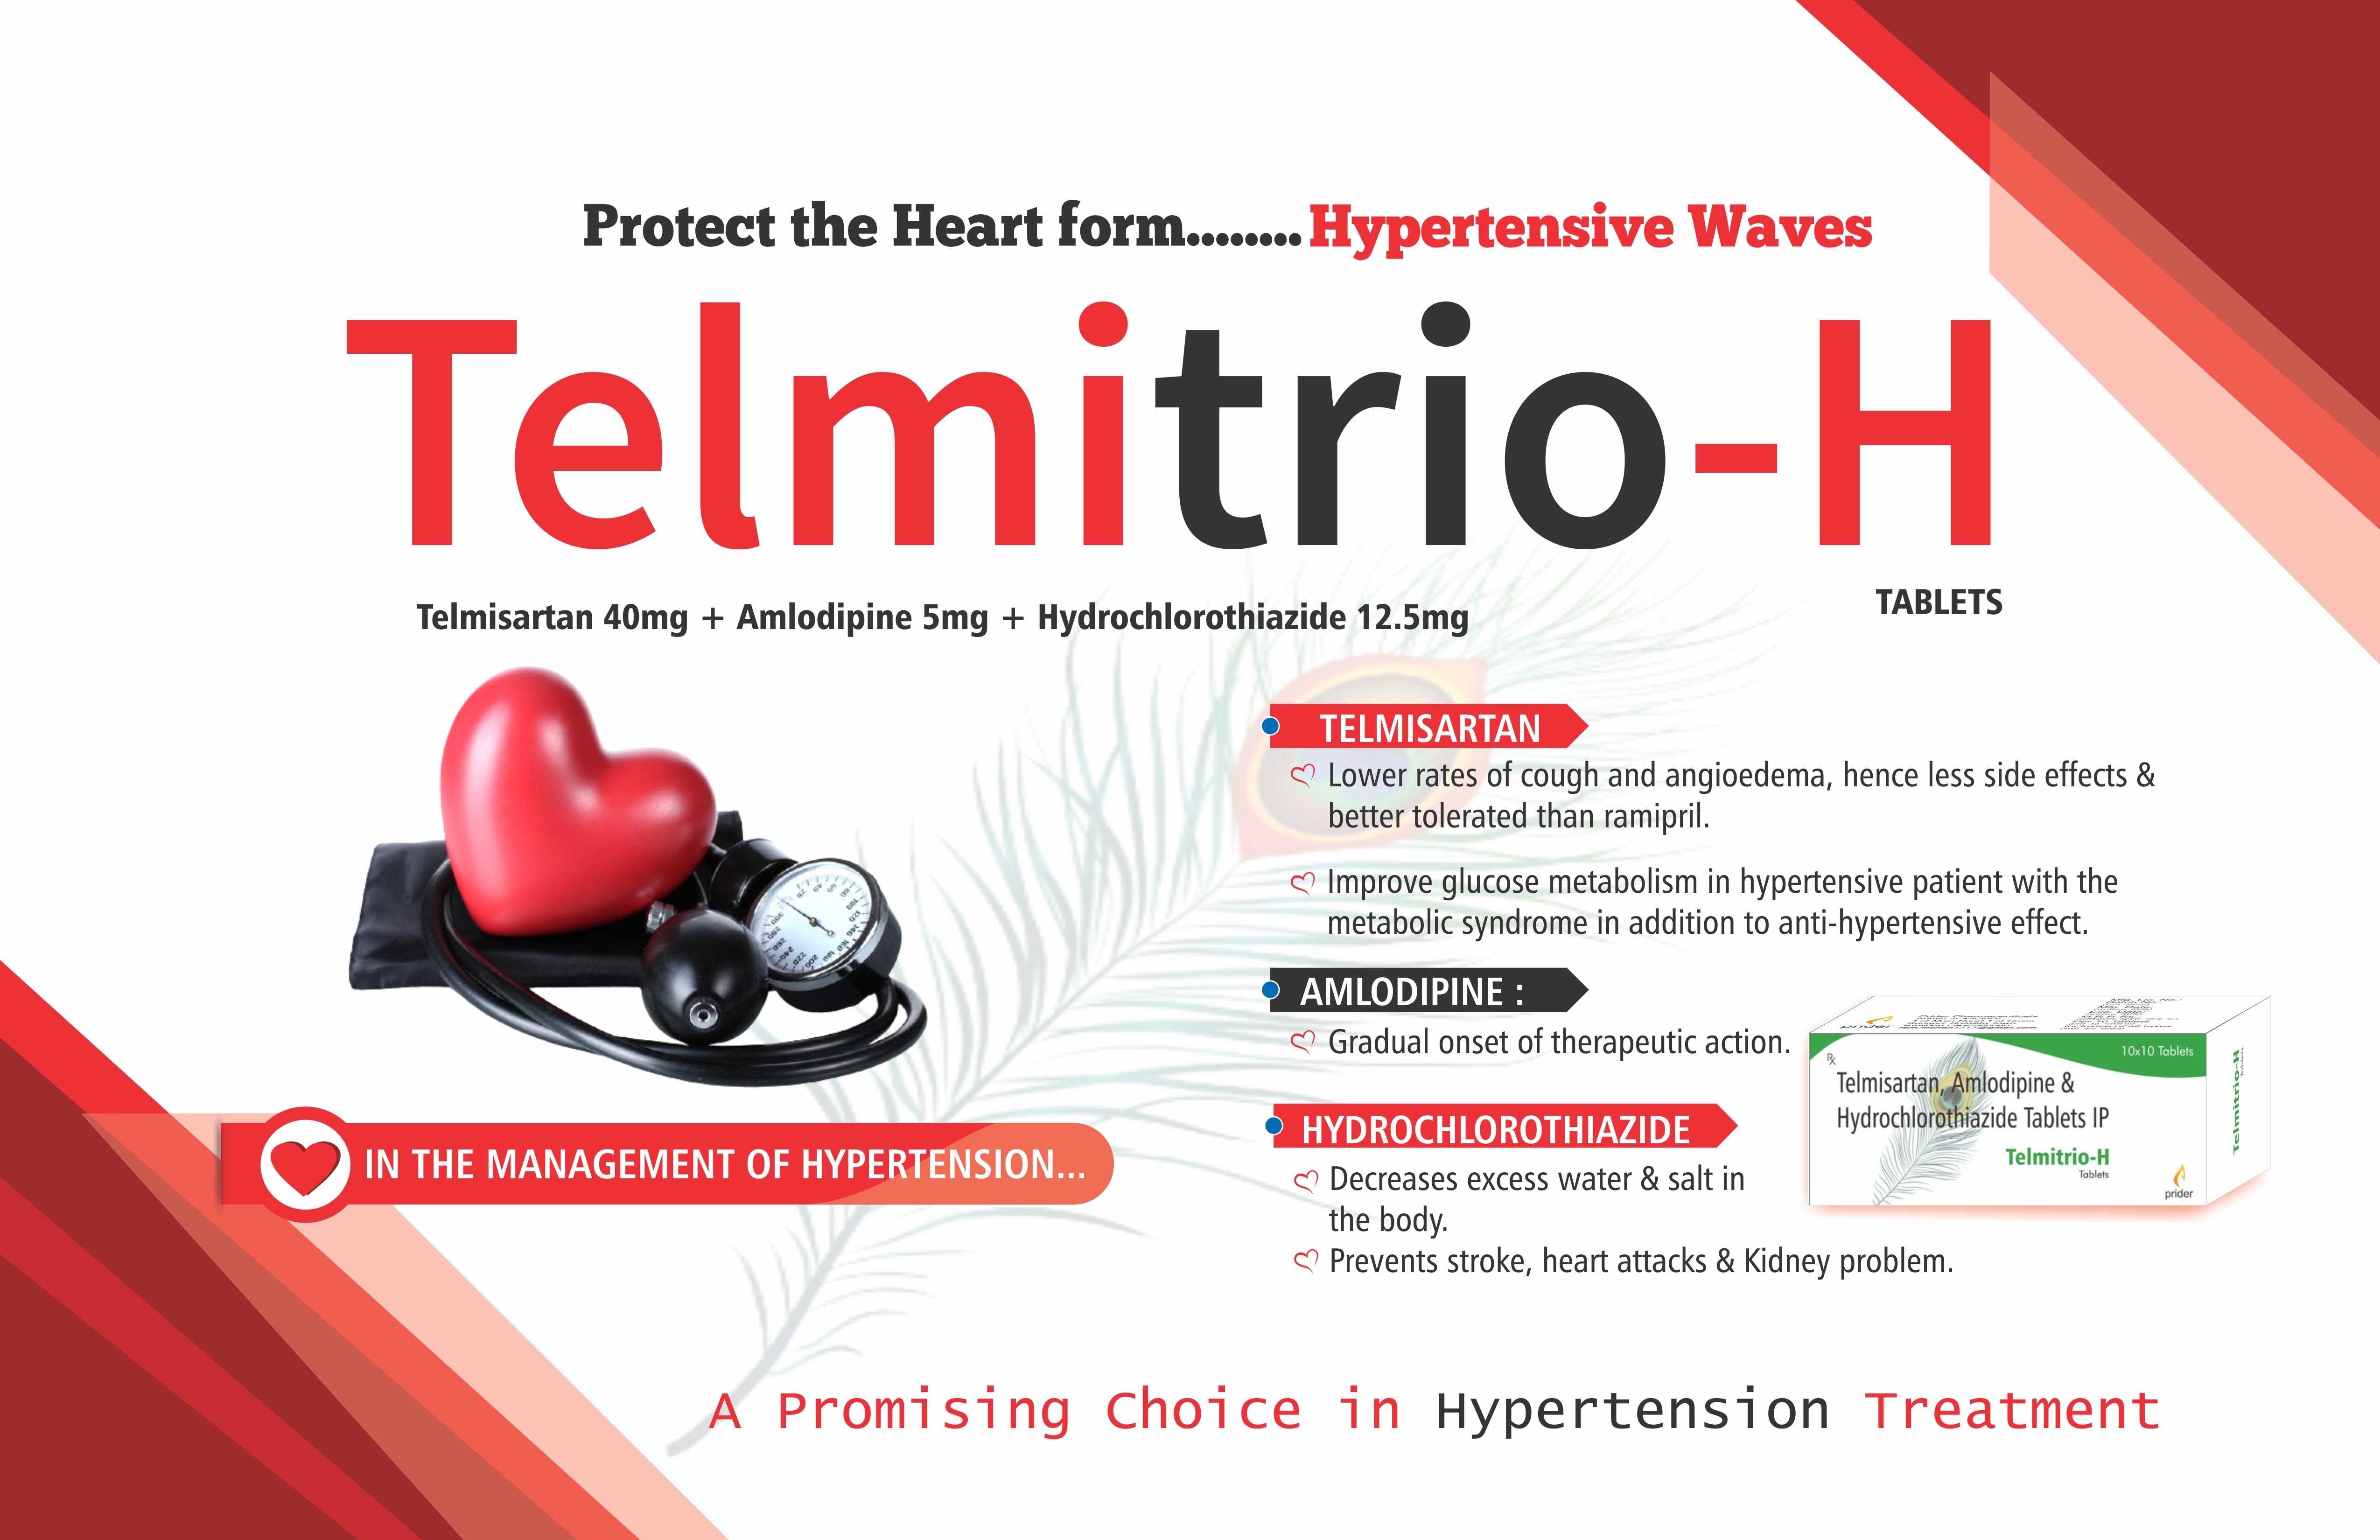 Protect the Heart form........Hypertensive Waves
Telmitrio-H
TABLETS
Telmisartan 40mg + Amlodipine 5mg + Hydrochlorothiazide 12.5mg
TELMISARTAN
Lower rates of cough and angioedema, hence less side effects &
better tolerated than ramipril.
Improve glucose metabolism in hypertensive patient with the
metabolic syndrome in addition to anti-hypertensive effect.
AMLODIPINE :
Gradual onset of therapeutic action.
HYDROCHLOROTHIAZIDE
Decreases excess water & salt in
the body.
Prevents stroke, heart attacks & Kidney problem.
IN THE MANAGEMENT OF HYPERTENSION...
prider
Rx
10x10 Tablets
Telmisartan, Amlodipine &
Hydrochlorothiazide Tablets IP
Telmitrio-H
Tablets
prider
Telmitrio-H
Tablets
A Promising Choice in Hypertension Treatment